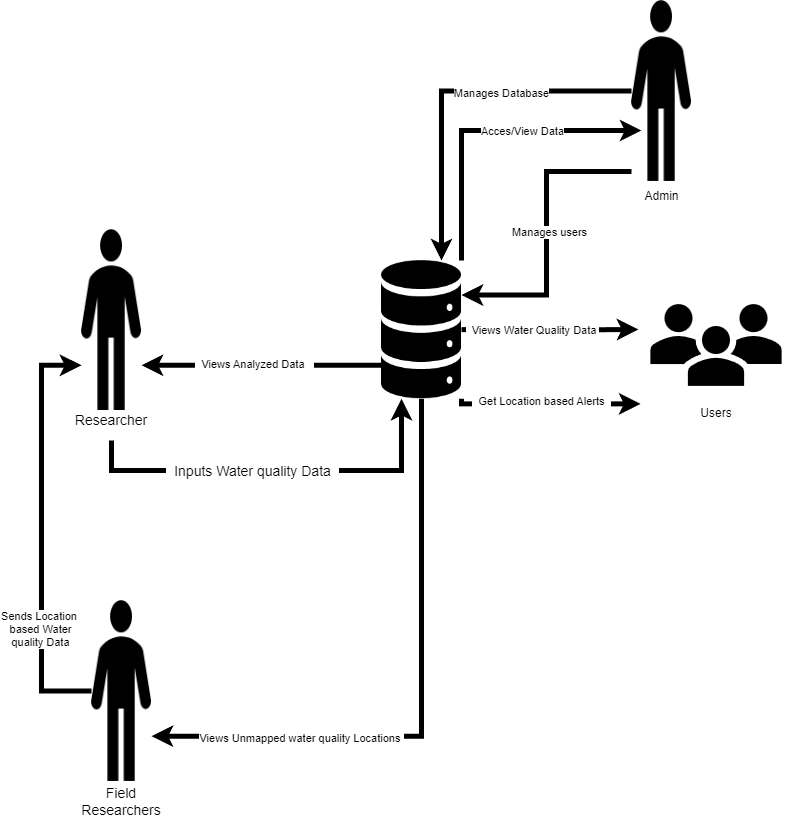 Manages Database
Acces/View Data
Admin
Manages users
Views Water Quality Data
Views Analyzed Data
Get Location based Alerts
Users
Researcher
Inputs Water quality Data
Sends Location
based Water
quality Data
Views Unmapped water quality Locations
Field
Researchers